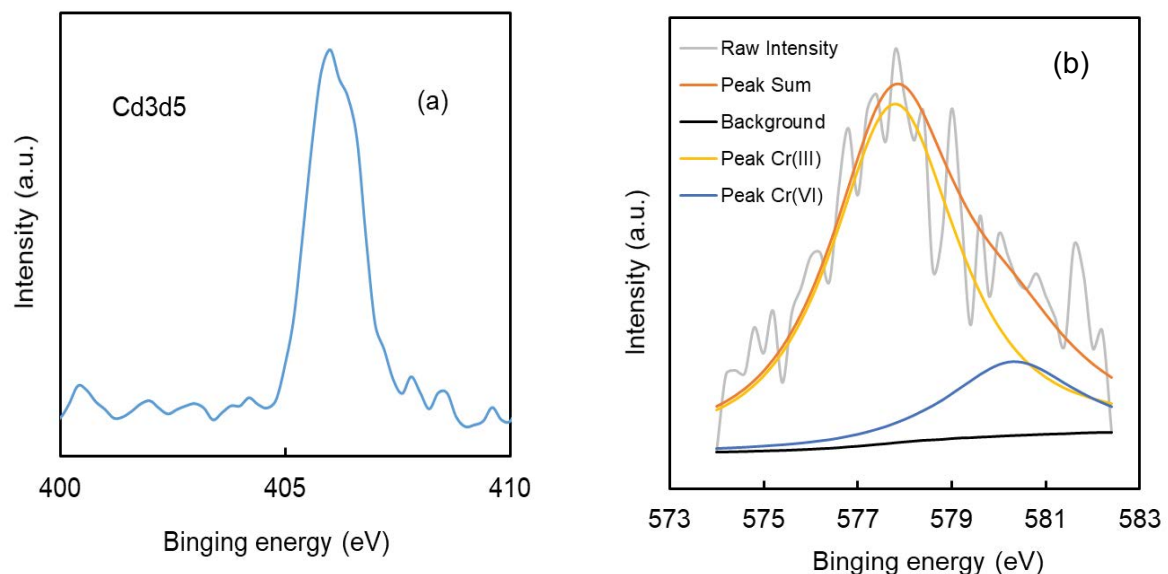 Cd3d5
(a)
Intensity (a.u.)
400
405
410
Binging energy (eV)
Raw Intensity
Peak Sum
Background
Peak Cr(III)
Peak Cr(VI)
(b)
Intensity (a.u.)
573
575
577
579
581
583
Binging energy (eV)